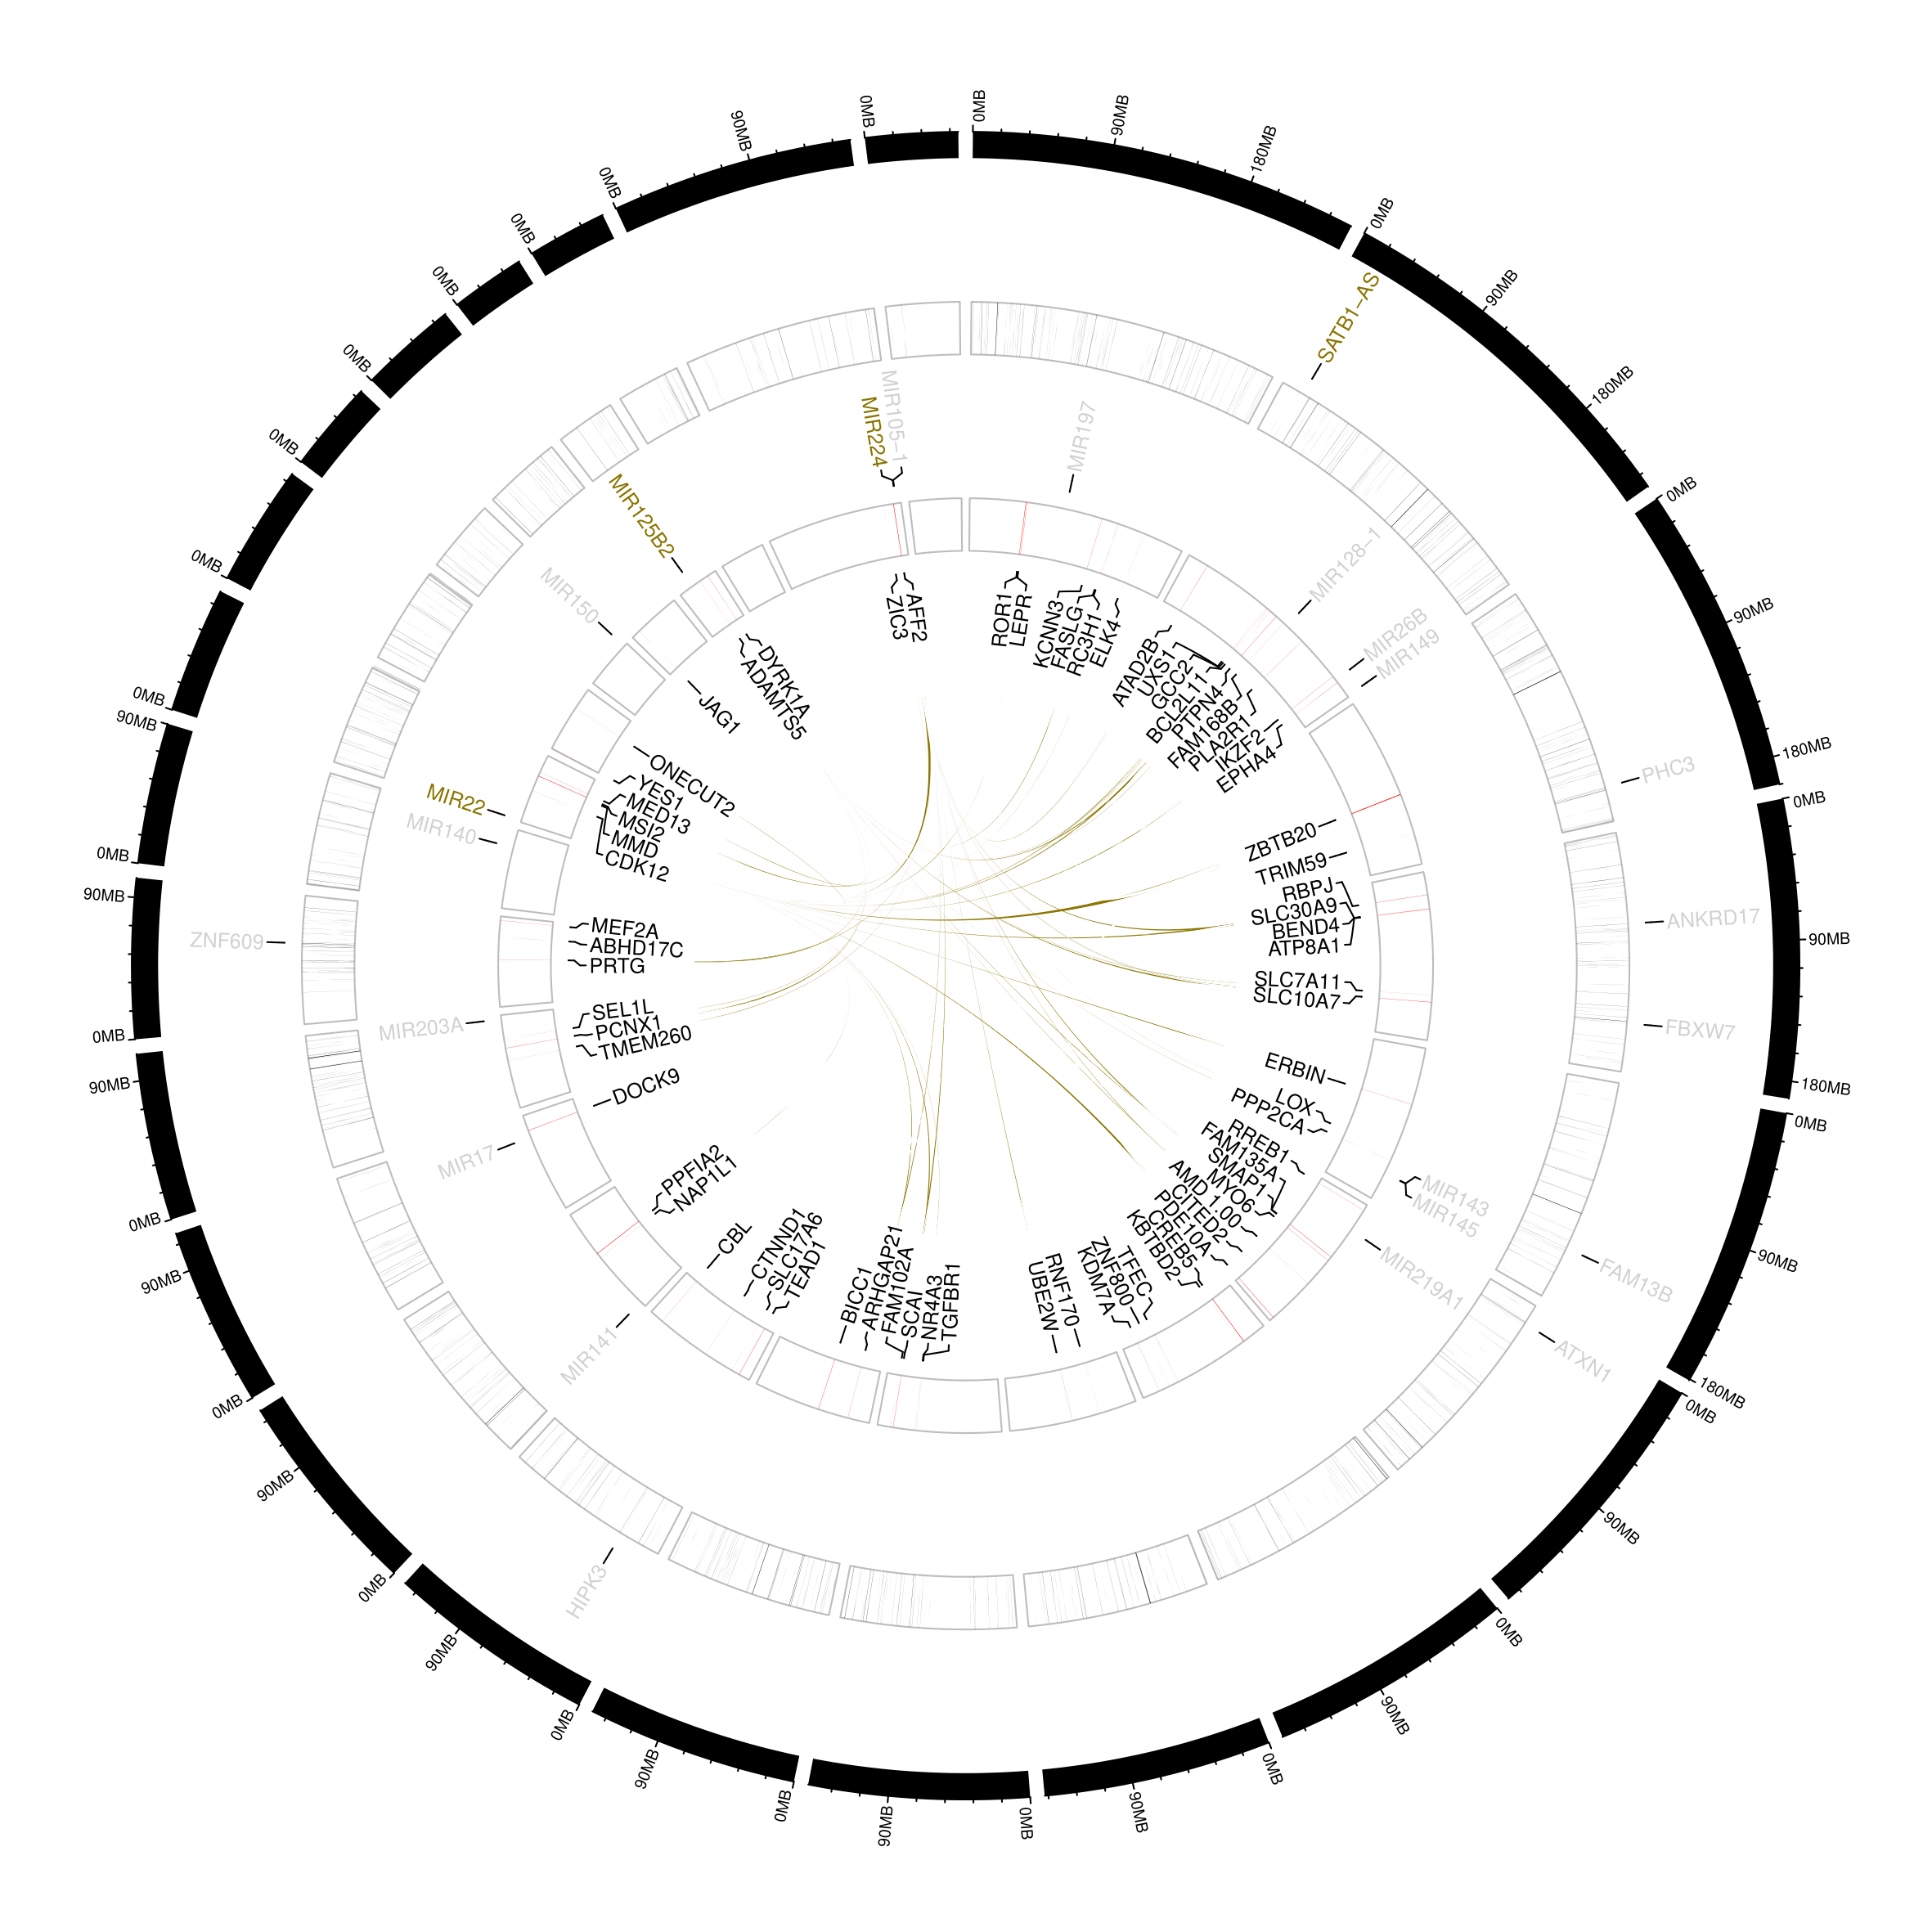 0MB
90MB
180MB
0MB
90MB
180MB
0MB
90MB
180MB
0MB
90MB
180MB
0MB
90MB
180MB
0MB
90MB
0MB
90MB
0MB
90MB
0MB
90MB
0MB
90MB
0MB
90MB
0MB
90MB
0MB
90MB
0MB
90MB
0MB
90MB
0MB
0MB
0MB
0MB
0MB
0MB
0MB
90MB
0MB
SATB1-AS
PHC3
ANKRD17
FBXW7
FAM13B
ATXN1
HIPK3
ZNF609
MIR197
MIR128-1
MIR26B
MIR149
MIR143
MIR145
MIR219A1
MIR141
MIR17
MIR203A
MIR140
MIR22
MIR150
MIR125B2
MIR224
MIR105-1
ROR1
LEPR
KCNN3
FASLG
RC3H1
ELK4
ATAD2B
UXS1
GCC2
BCL2L11
PTPN4
FAM168B
PLA2R1
IKZF2
EPHA4
ZBTB20
TRIM59
RBPJ
SLC30A9
BEND4
ATP8A1
SLC7A11
SLC10A7
ERBIN
LOX
PPP2CA
RREB1
FAM135A
SMAP1
MYO6
AMD 1.00
CITED2
PDE10A
CREB5
KBTBD2
TFEC
ZNF800
KDM7A
RNF170
UBE2W
TGFBR1
NR4A3
SCAI
FAM102A
ARHGAP21
BICC1
TEAD1
SLC17A6
CTNND1
CBL
NAP1L1
PPFIA2
DOCK9
TMEM260
PCNX1
SEL1L
PRTG
ABHD17C
MEF2A
CDK12
MMD
MSI2
MED13
YES1
ONECUT2
JAG1
ADAMTS5
DYRK1A
ZIC3
AFF2